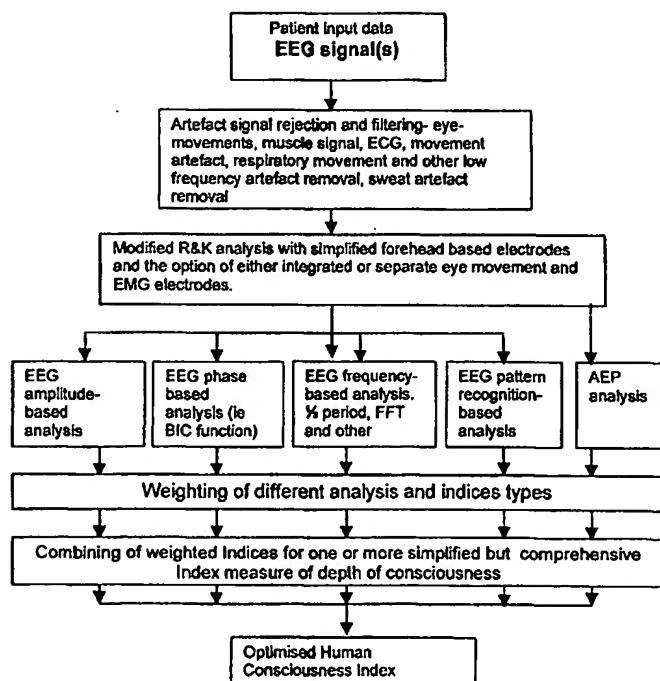 Patient input data
EEG signal(s)
Artefact signal rejection and filtering- eye-
movements, muscle signal, ECG, movement
artefact, respiratory movement and other low
frequency artefact removal, sweat artefact
removal
Modified R&K analysis with simplified forehead based electrodes
and the option of either integrated or separate eye movement and
EMG electrodes.
EEG
amplitude-
based
analysis
EEG phase
based
analysis (ie
BIC function)
EEG frequency-
based analysis.
½ period, FFT
and other
EEG pattern
recognition-
based
analysis
AEP
analysis
Weighting of different analysis and indices types
Combining of weighted Indices for one or more simplified but comprehensive
Index measure of depth of consciousness
Optimised Human
Consciousness Index